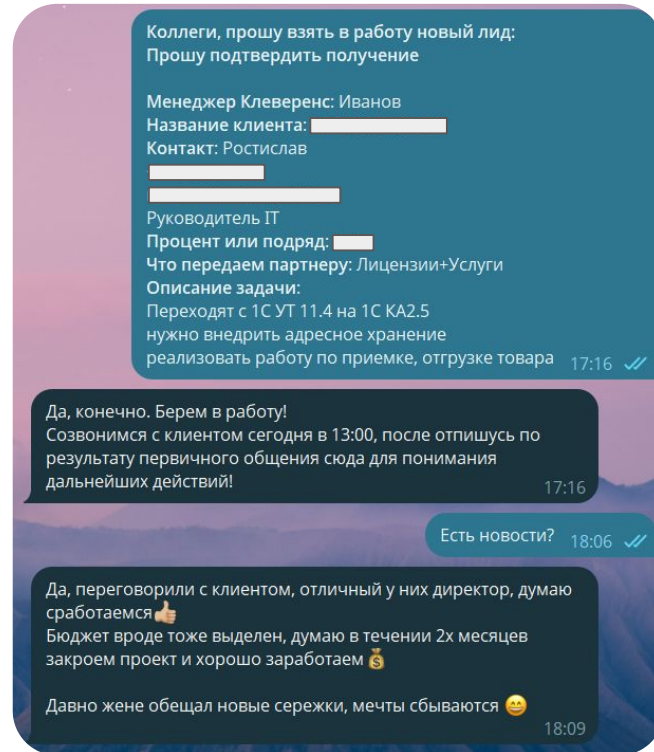 Коллеги, прошу взять в работу новый лид:
Прошу подтвердить получение
Менеджер Клеверенс: Иванов
Название клиента:
Контакт: Ростислав
Руководитель IT
Процент или подряд:
Что передаем партнеру: Лицензии+Услуги
Описание задачи:
Переходят с 1С УТ 11.4 на 1С КА2.5
нужно внедрить адресное хранение
реализовать работу по приемке, отгрузке товара 17:16
Да, конечно. Берем в работу!
Созвонимся с клиентом сегодня в 13:00, после отпишусь по
результату первичного общения сюда для понимания
дальнейших действий!
17:16
Есть новости? 18:06
Да, переговорили с клиентом, отличный у них директор, думаю
сработаемся👍
Бюджет вроде тоже выделен, думаю в течении 2х месяцев
закроем проект и хорошо заработаем 💰
Давно жене обещал новые сережки, мечты сбываются 😄
18:09